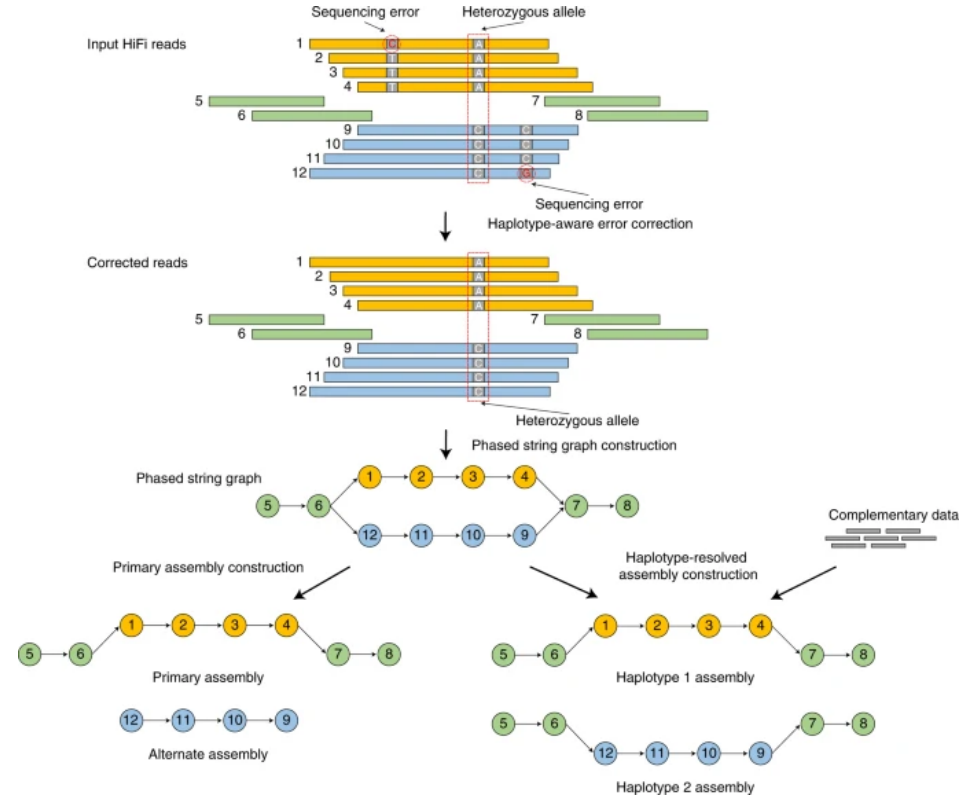 Sequencing error
Heterozygous allele
Input HiFi reads
1 C A
2 T A
3 T A
4 T A
5
7
6
8
9 C C
10 C C
11 C C
12 C G
Sequencing error
Haplotype-aware error correction
Corrected reads
1 A
2 A
3 A
4 A
5
7
6
8
9 C
10 C
11 C
12 C
Heterozygous allele
Phased string graph construction
Phased string graph
1 2 3 4
5 6 7 8
12 11 10 9
Complementary data
Primary assembly construction
Haplotype-resolved
assembly construction
1 2 3 4
5 6 7 8
Primary assembly
12 11 10 9
Alternate assembly
1 2 3 4
5 6 7 8
Haplotype 1 assembly
5 6 7 8
12 11 10 9
Haplotype 2 assembly